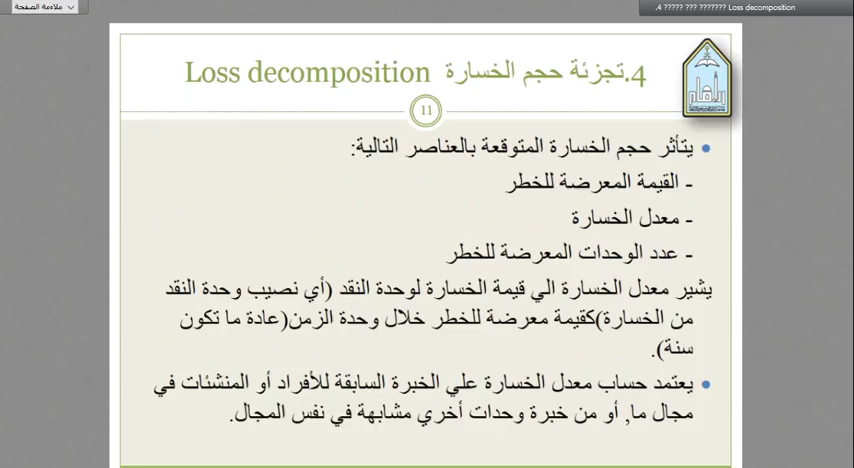 ملاءمة الصفحة
.4 ????? ??? ??????? Loss decomposition
4.تجزئة حجم الخسارة Loss decomposition
11
يتأثر حجم الخسارة المتوقعة بالعناصر التالية:
- القيمة المعرضة للخطر
- معدل الخسارة
- عدد الوحدات المعرضة للخطر
يشير معدل الخسارة الي قيمة الخسارة لوحدة النقد (أي نصيب وحدة النقد
من الخسارة)كقيمة معرضة للخطر خلال وحدة الزمن(عادة ما تكون
سنة).
يعتمد حساب معدل الخسارة علي الخبرة السابقة للأفراد أو المنشئات في
مجال ما, أو من خبرة وحدات أخري مشابهة في نفس المجال.